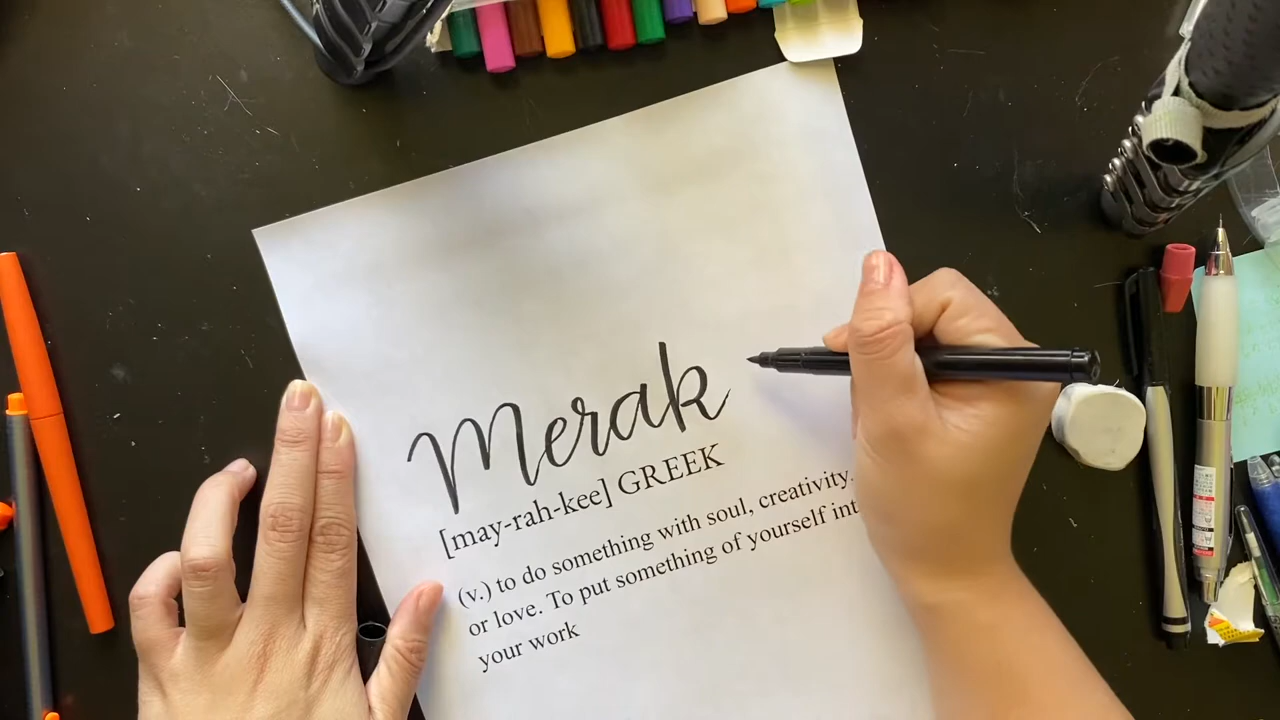 Merak
[may-rah-kee] GREEK
(v.) to do something with soul, creativity.
or love. To put something of yourself int
your work